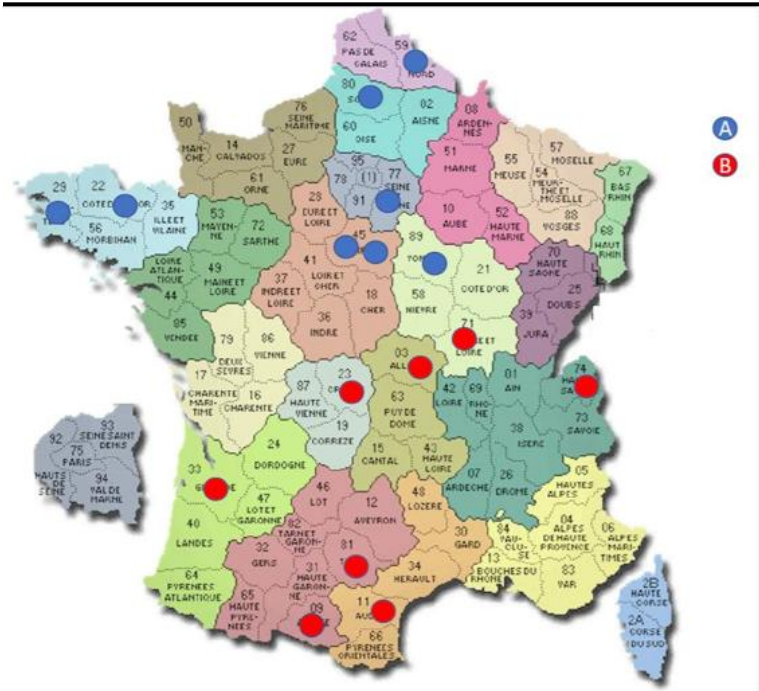 62
PAS DE
CALAIS
59
NORD
80
02
AISNE
60
OISE
08
ARDEN-
NES
76
SEINE
MARITIME
50
MAN-
CHE
14
CALVADOS
27
EURE
61
ORNE
95
78
(1)
77
SEINE
91
51
MARNE
10
AUBE
52
HAUTE
MARNE
55
MEUSE
57
MOSELLE
54
MEUR-
THE ET
MOSELLE
88
VOSGES
67
BAS
RHIN
68
HAUT
RHIN
A
B
29
22
COTE D OR
56
MORBIHAN
35
ILLE ET
VILAINE
53
MAYEN-
NE
72
SARTHE
LOIRE
ATLAN-
TIQUE
44
49
MAINE ET
LOIRE
85
VENDEE
28
EURE ET
LOIR
45
41
LOIR ET
CHER
37
INDRE ET
LOIRE
18
CHER
36
INDRE
89
21
COTE D'OR
58
NIEVRE
71
LOIRE
70
HAUTE
SAONE
25
DOUBS
39
JURA
79
DEUX
SEVRES
86
VIENNE
17
CHARENTE
MARI-
TIME
16
CHARENTE
23
87
HAUTE
VIENNE
19
CORREZE
03
63
PUY DE
DOME
15
CANTAL
43
HAUTE
LOIRE
42
LOIRE
69
RHO-
NE
01
AIN
74
73
SAVOIE
38
ISERE
07
ARDECHE
26
DROME
92
HAUTS
DE
SEINE
93
SEINE SAINT
DENIS
75
PARIS
94
VAL DE
MARNE
33
24
DORDOGNE
47
LOT ET
GARONNE
40
LANDES
64
PYRENEES
ATLANTIQUE
46
LOT
12
AVEYRON
82
TARN ET
GARON-
NE
32
GERS
31
HAUTE
GARON-
NE
81
65
HAUTE
PYRE-
NEES
09
48
LOZERE
30
GARD
34
HERAULT
11
66
PYRENEES
ORIENTALES
05
HAUTES
ALPES
84
VAU-
CLU-
SE
04
ALPES
DE HAUTE
PROVENCE
06
ALPES
MARI-
TIMES
13
BOUCHES DU
RHONE
83
VAR
2B
HAUTE
CORSE
2A
CORSE
DU SUD